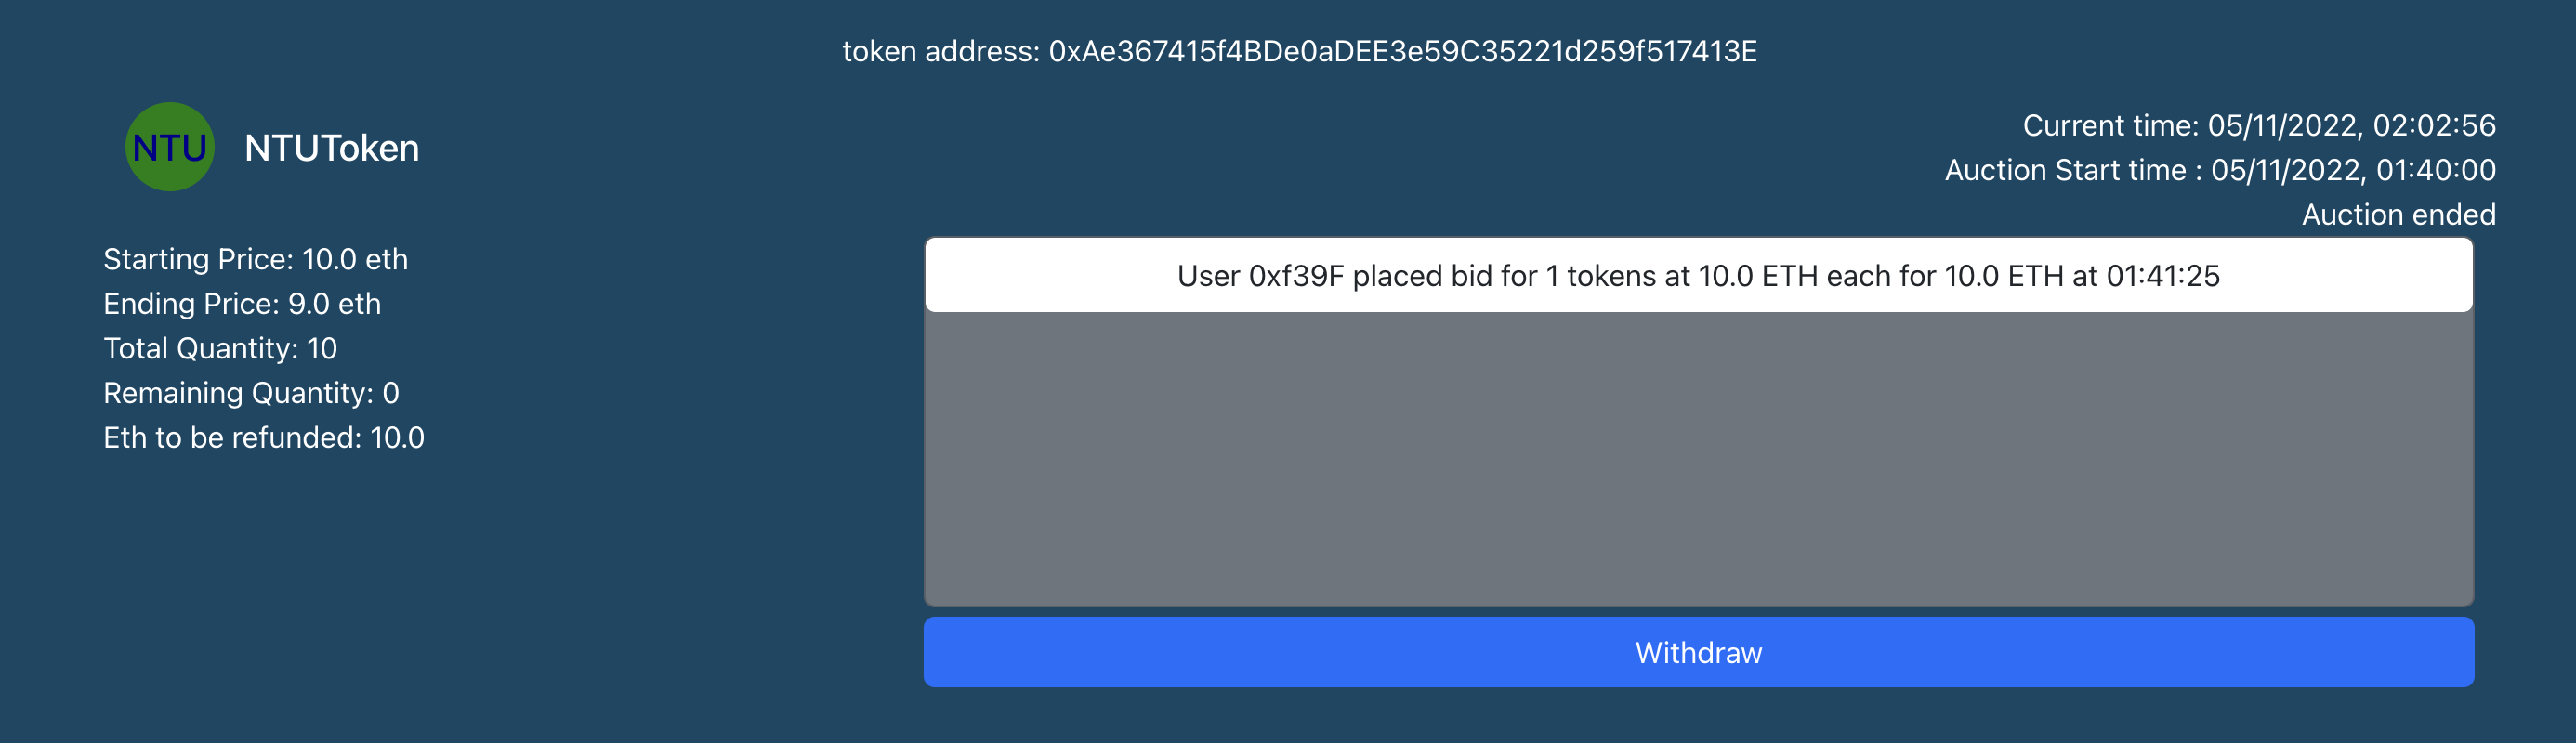 token address: 0xAe367415f4BDe0aDEE3e59C35221d259f517413E
NTU NTUToken
Current time: 05/11/2022, 02:02:56
Auction Start time : 05/11/2022, 01:40:00
Auction ended
Starting Price: 10.0 eth
Ending Price: 9.0 eth
Total Quantity: 10
Remaining Quantity: 0
Eth to be refunded: 10.0
User 0xf39F placed bid for 1 tokens at 10.0 ETH each for 10.0 ETH at 01:41:25
Withdraw